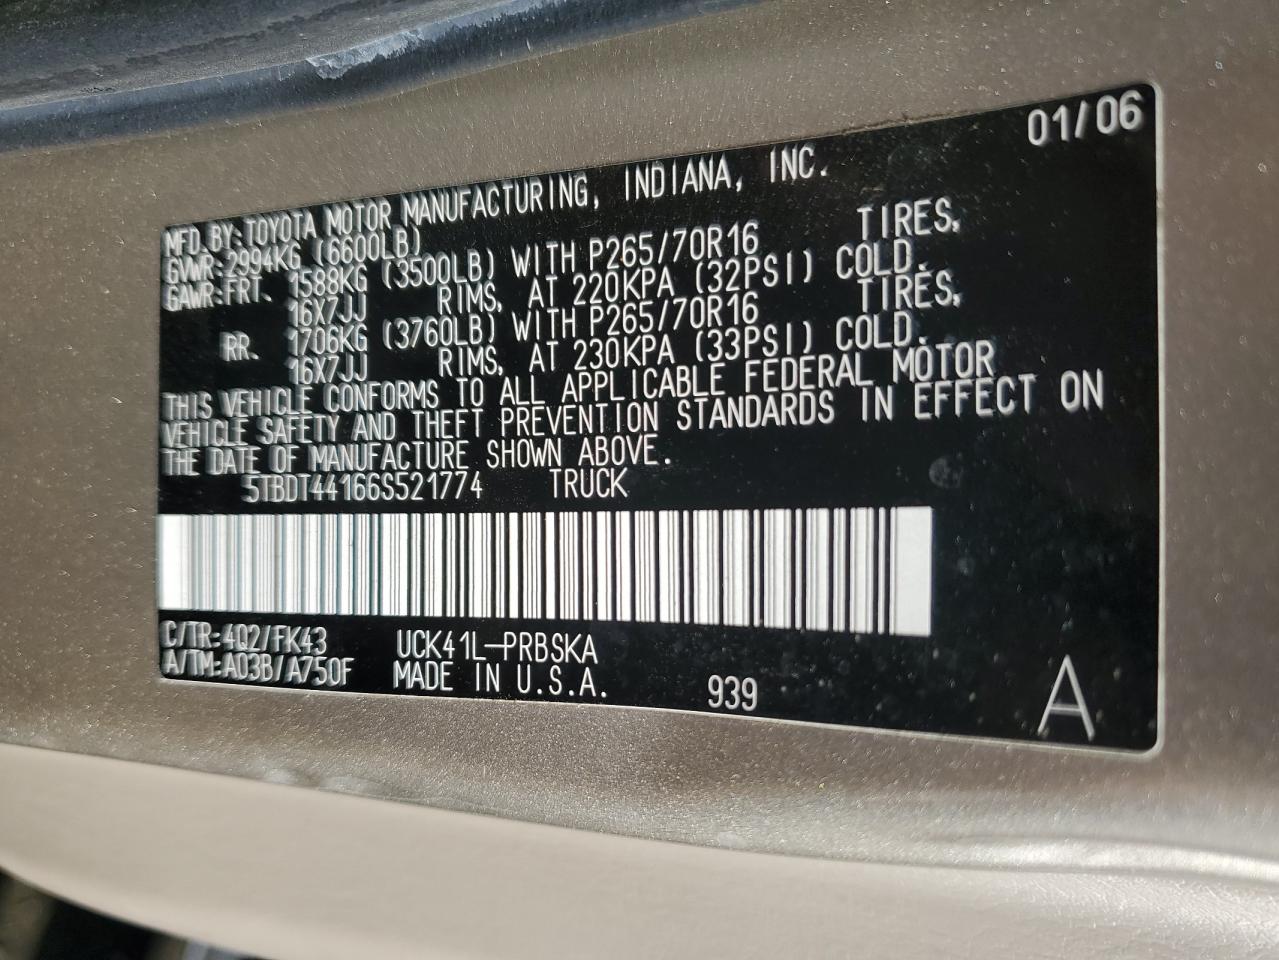 01/06
MFD.BY:TOYOTA MOTOR MANUFACTURING, INDIANA, INC.
GVWR:2994KG (6600LB)
GAWR:FRT. 1588KG (3500LB) WITH P265/70R16 TIRES,
16X7JJ RIMS, AT 220KPA (32PSI) COLD.
RR. 1706KG (3760LB) WITH P265/70R16 TIRES,
16X7JJ RIMS, AT 230KPA (33PSI) COLD.
THIS VEHICLE CONFORMS TO ALL APPLICABLE FEDERAL MOTOR
VEHICLE SAFETY AND THEFT PREVENTION STANDARDS IN EFFECT ON
THE DATE OF MANUFACTURE SHOWN ABOVE.
5TBDT44166S521774 TRUCK
C/TR:4Q2/FK43 UCK41L-PRBSKA
A/TM:A03B/A750F MADE IN U.S.A. 939 A